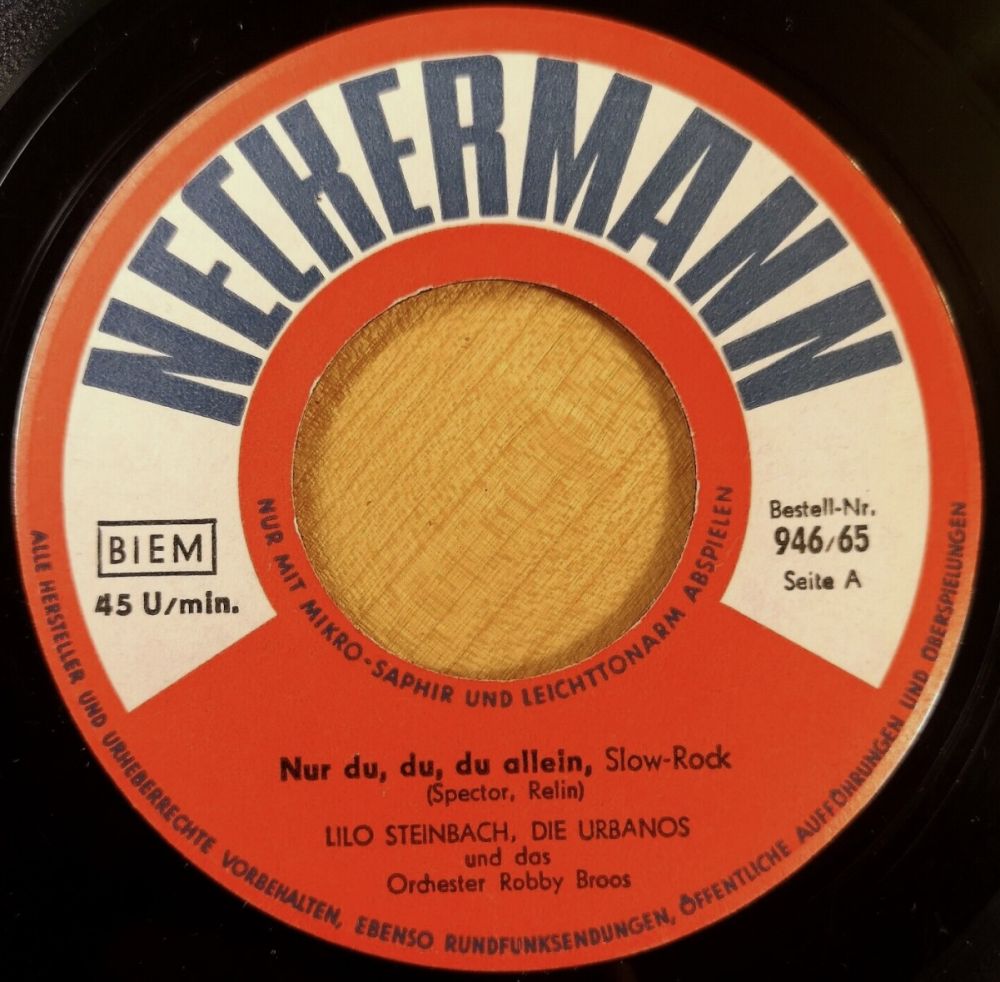 NECKERMANN
BIEM
45 U/min.
Bestell-Nr.
946/65
Seite A
NUR MIT MIKRO-SAPHIR UND LEICHTTONARM ABSPIELEN
Nur du, du, du allein, Slow-Rock
(Spector, Relin)
LILO STEINBACH, DIE URBANOS
und das
Orchester Robby Broos
ALLE HERSTELLER UND URHEBERRECHTE VORBEHALTEN, EBENSO RUNDFUNKSENDUNGEN, ÖFFENTLICHE AUFFÜHRUNGEN UND ÜBERSPIELUNGEN